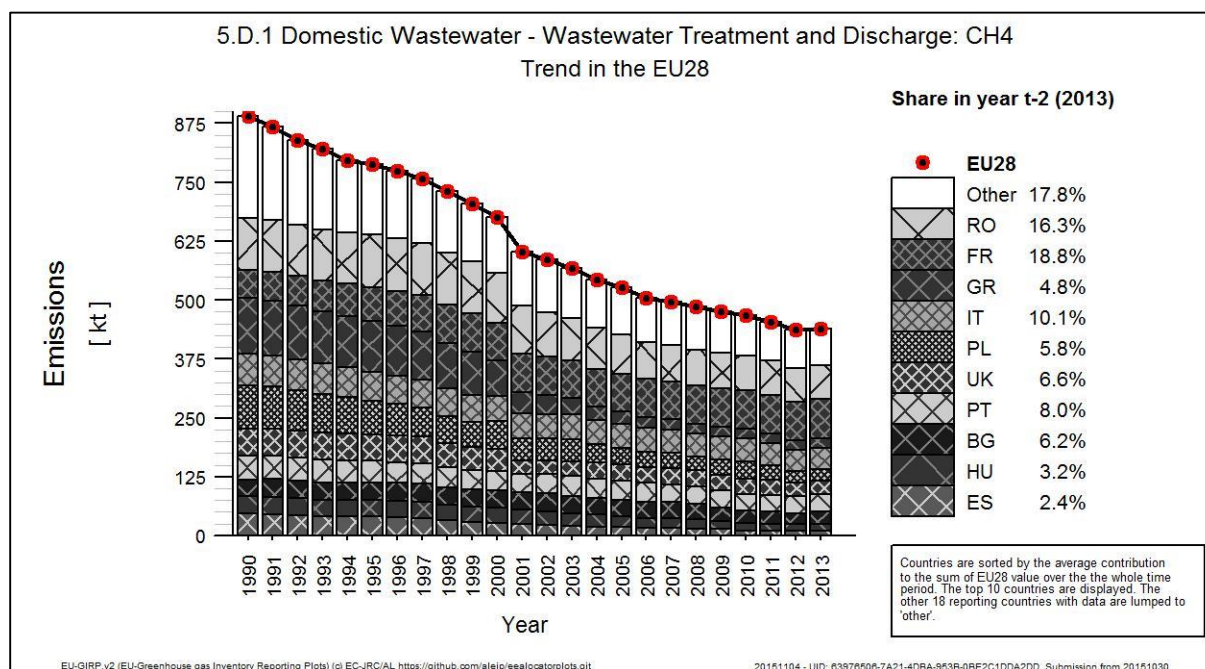 5.D.1 Domestic Wastewater - Wastewater Treatment and Discharge: CH4
Trend in the EU28
Emissions
[ kt ]
875
750
625
500
375
250
125
0
1990
1991
1992
1993
1994
1995
1996
1997
1998
1999
2000
2001
2002
2003
2004
2005
2006
2007
2008
2009
2010
2011
2012
2013
Year
Share in year t-2 (2013)
EU28
Other 17.8%
RO 16.3%
FR 18.8%
GR 4.8%
IT 10.1%
PL 5.8%
UK 6.6%
PT 8.0%
BG 6.2%
HU 3.2%
ES 2.4%
Countries are sorted by the average contribution
to the sum of EU28 value over the the whole time
period. The top 10 countries are displayed. The
other 18 reporting countries with data are lumped to
'other'.
EU-GIRP.v2 (EU-Greenhouse gas Inventory Reporting Plots) (c) EC-JRC/AL https://github.com/aleip/eealocatorplots.git
20151104 - UID: 63976506-7A21-4DBA-953B-0BF2C1DDA2DD. Submission from 20151030